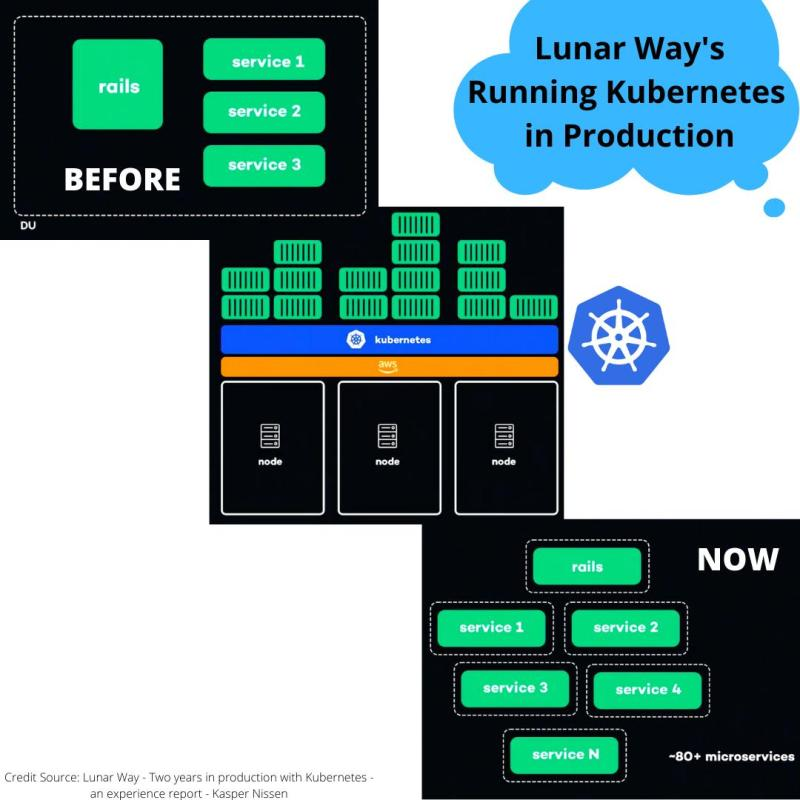 Lunar Way's
Running Kubernetes
in Production
rails
service 1
service 2
service 3
BEFORE
DU
kubernetes
aws
node
node
node
NOW
rails
service 1
service 2
service 3
service 4
service N
~80+ microservices
Credit Source: Lunar Way - Two years in production with Kubernetes -
an experience report - Kasper Nissen